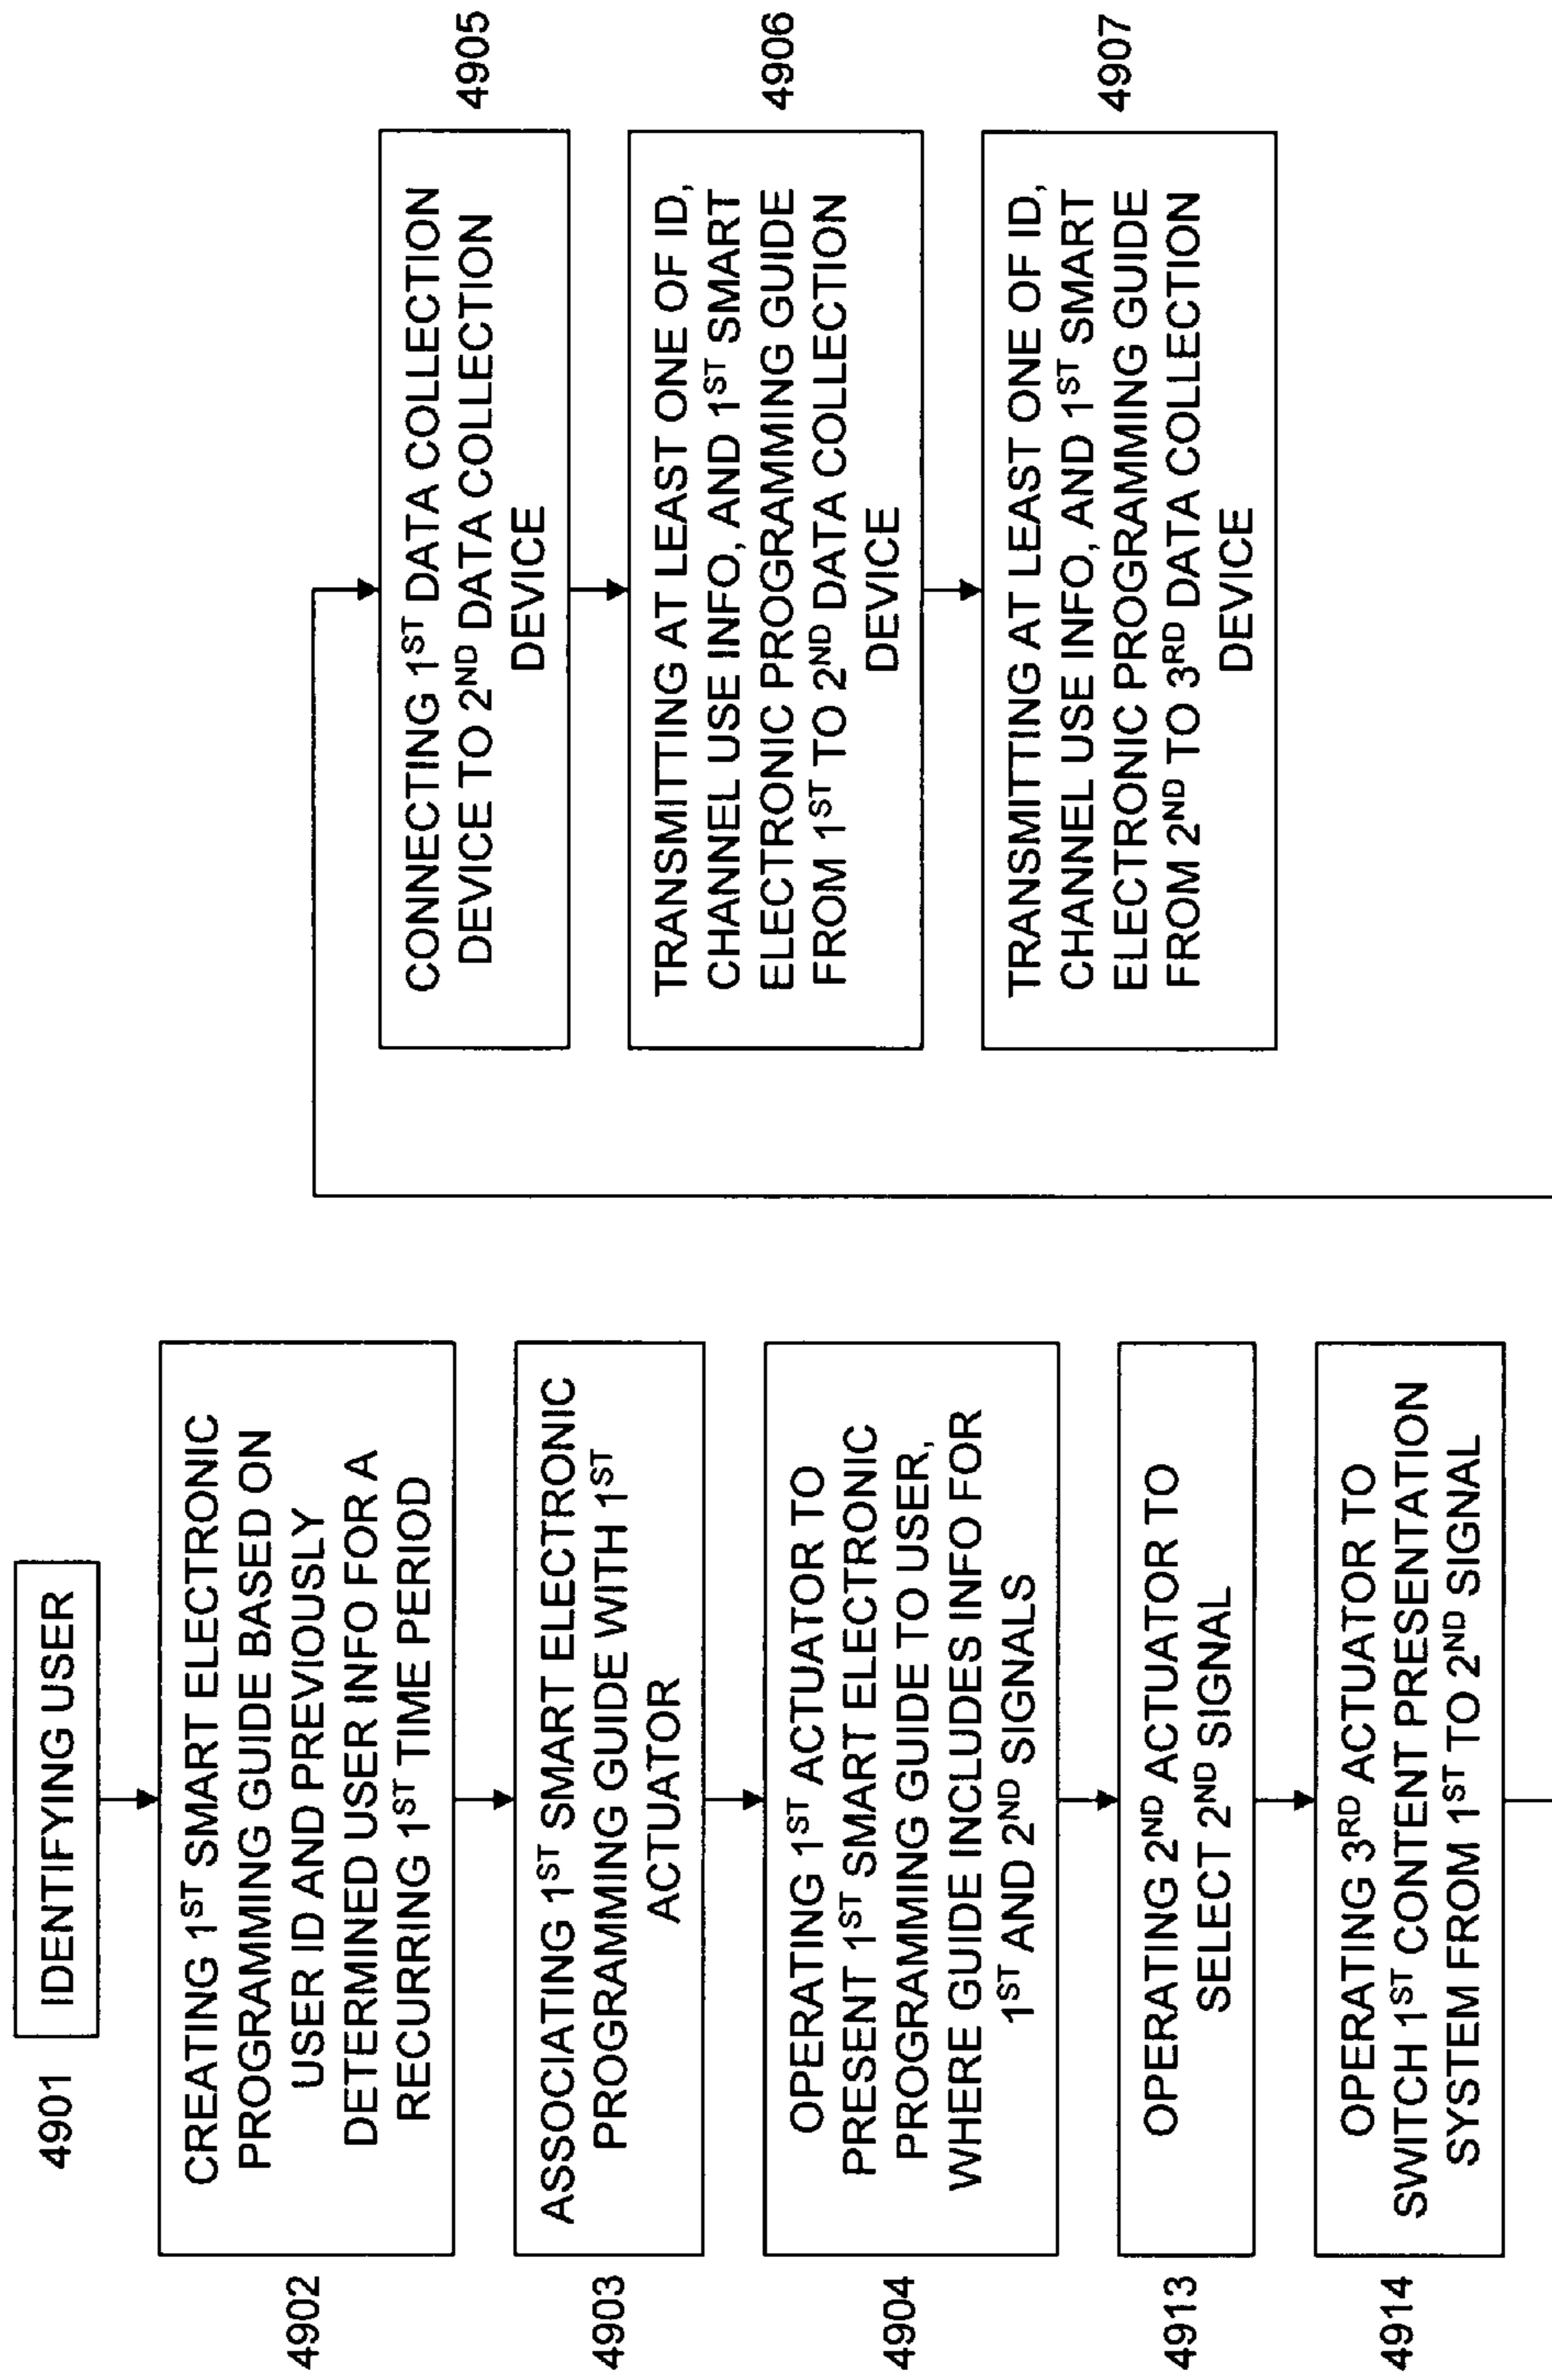 4901
IDENTIFYING USER
4902
CREATING 1ST SMART ELECTRONIC
PROGRAMMING GUIDE BASED ON
USER ID AND PREVIOUSLY
DETERMINED USER INFO FOR A
RECURRING 1ST TIME PERIOD
4903
ASSOCIATING 1ST SMART ELECTRONIC
PROGRAMMING GUIDE WITH 1ST
ACTUATOR
4904
OPERATING 1ST ACTUATOR TO
PRESENT 1ST SMART ELECTRONIC
PROGRAMMING GUIDE TO USER,
WHERE GUIDE INCLUDES INFO FOR
1ST AND 2ND SIGNALS
4913
OPERATING 2ND ACTUATOR TO
SELECT 2ND SIGNAL
4914
OPERATING 3RD ACTUATOR TO
SWITCH 1ST CONTENT PRESENTATION
SYSTEM FROM 1ST TO 2ND SIGNAL
CONNECTING 1ST DATA COLLECTION
DEVICE TO 2ND DATA COLLECTION
DEVICE
4905
TRANSMITTING AT LEAST ONE OF ID,
CHANNEL USE INFO, AND 1ST SMART
ELECTRONIC PROGRAMMING GUIDE
FROM 1ST TO 2ND DATA COLLECTION
DEVICE
4906
TRANSMITTING AT LEAST ONE OF ID,
CHANNEL USE INFO, AND 1ST SMART
ELECTRONIC PROGRAMMING GUIDE
FROM 2ND TO 3RD DATA COLLECTION
DEVICE
4907